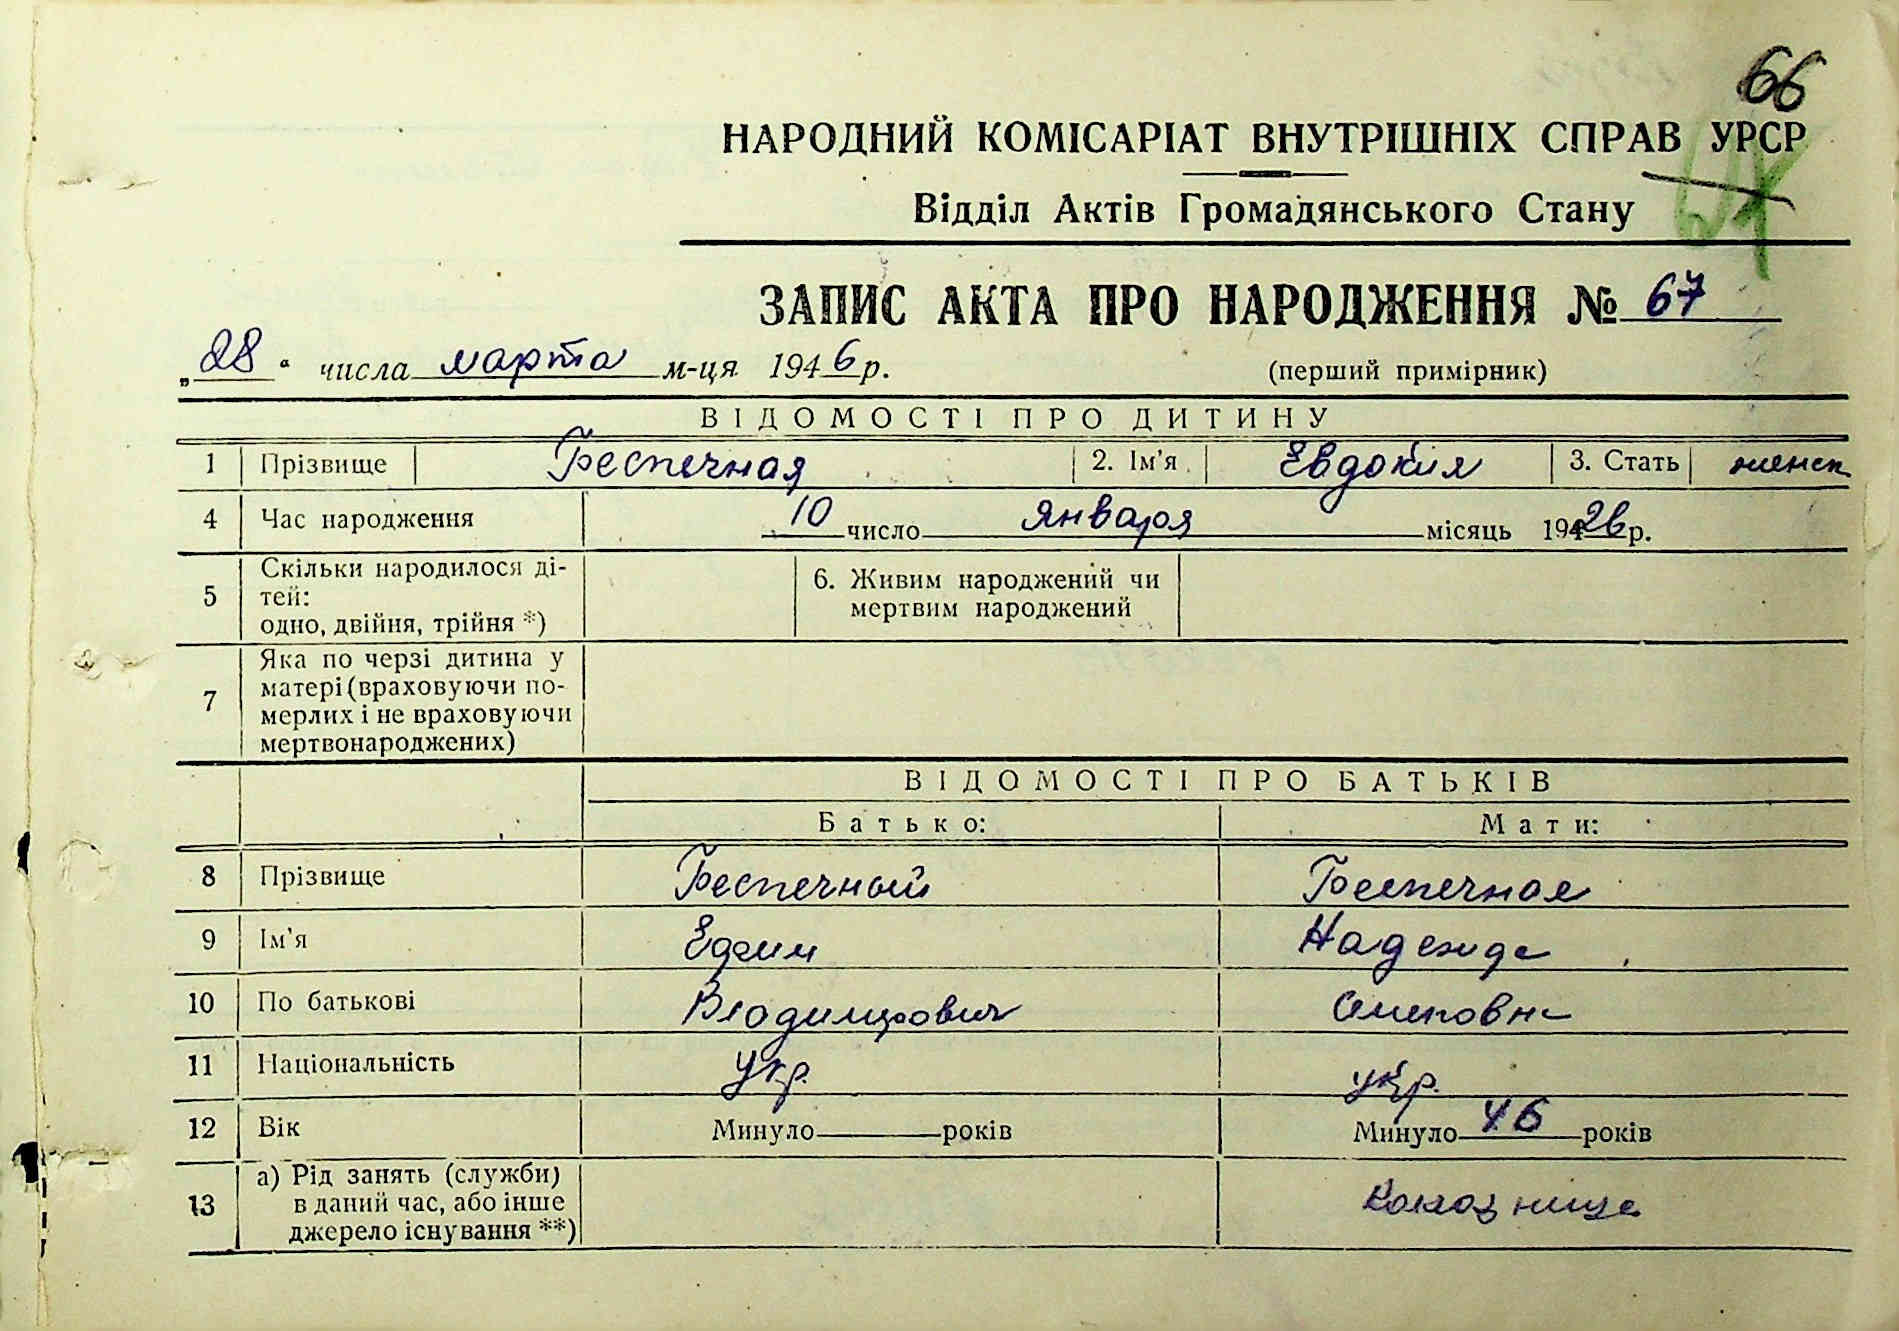 66
НАРОДНИЙ КОМІСАРІАТ ВНУТРІШНІХ СПРАВ УРСР
Відділ Актів Громадянського Стану
ЗАПИС АКТА ПРО НАРОДЖЕННЯ № 67
„28“ числа марта м-ця 1946 р.
(перший примірник)
ВІДОМОСТІ ПРО ДИТИНУ
1 Прізвище Беспечная 2. Ім'я Евдокия 3. Стать женск
4 Час народження 10 число января місяць 1926 р.
5 Скільки народилося ді-
тей:
одно, двійня, трійня *)
6. Живим народжений чи
мертвим народжений
7 Яка по черзі дитина у
матері (враховуючи по-
мерлих і не враховуючи
мертвонароджених)
ВІДОМОСТІ ПРО БАТЬКІВ
Батько: Мати:
8 Прізвище Беспечный Беспечная
9 Ім'я Ефим Надежда
10 По батькові Владимирович Семеновна
11 Національність Укр. укр.
12 Вік Минуло років Минуло 46 років
13 а) Рід занять (служби)
в даний час, або інше
джерело існування **)
Колхозница